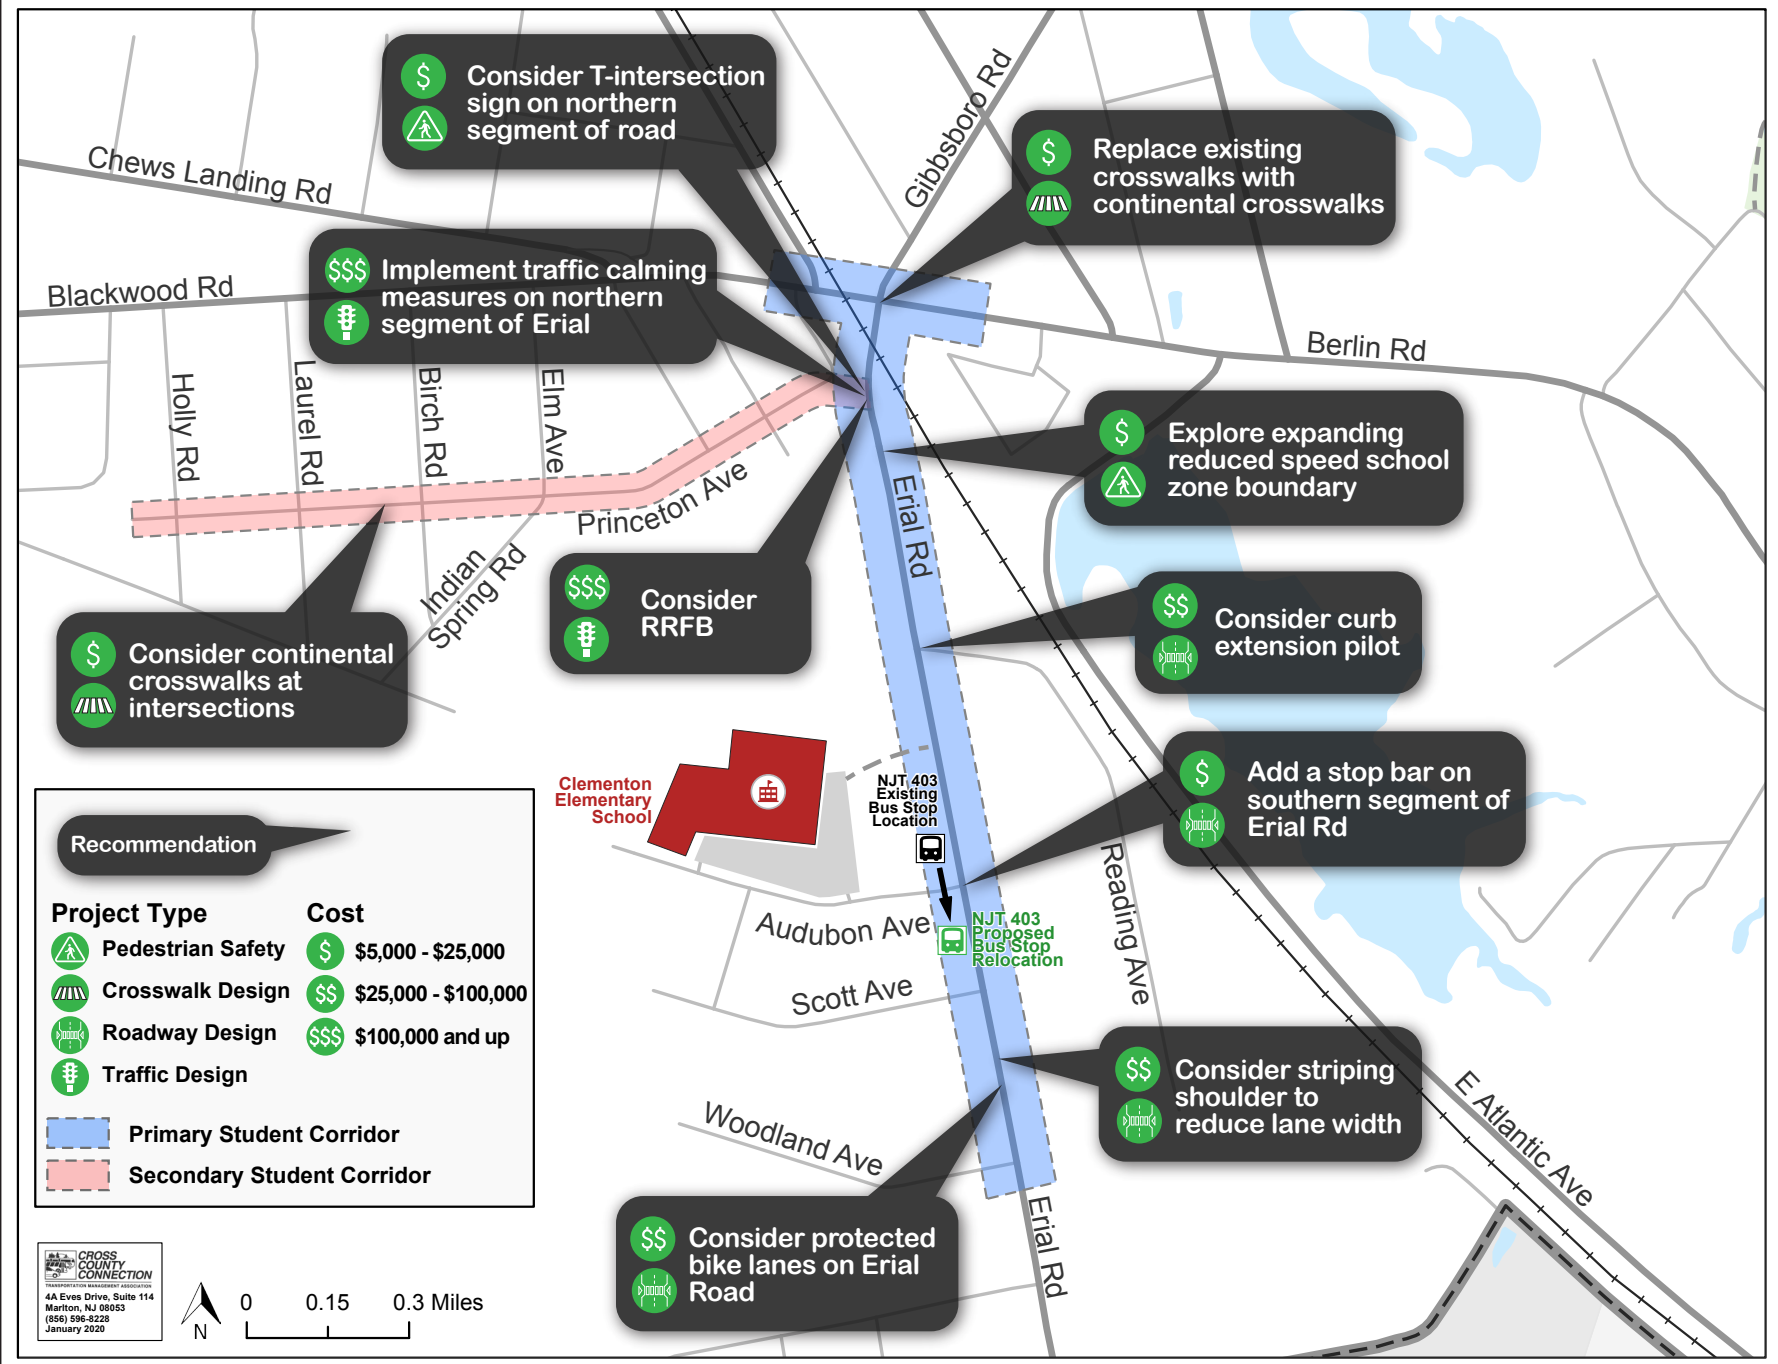 $
Consider T-intersection
sign on northern
segment of road
Gibbsboro Rd
$
Replace existing
crosswalks with
continental crosswalks
Chews Landing Rd
$$$
Implement traffic calming
measures on northern
segment of Erial
Blackwood Rd
Berlin Rd
Holly Rd
Laurel Rd
Birch Rd
Elm Ave
Princeton Ave
Indian
Spring Rd
$
Explore expanding
reduced speed school
zone boundary
Erial Rd
$$$
Consider
RRFB
$$
Consider curb
extension pilot
$
Consider continental
crosswalks at
intersections
$
Add a stop bar on
southern segment of
Erial Rd
Clementon
Elementary
School
NJT 403
Existing
Bus Stop
Location
Reading Ave
Audubon Ave
NJT 403
Proposed
Bus Stop
Relocation
Scott Ave
$$
Consider striping
shoulder to
reduce lane width
E Atlantic Ave
Woodland Ave
$$
Consider protected
bike lanes on Erial
Road
Erial Rd
Recommendation
Project Type
Pedestrian Safety
Crosswalk Design
Roadway Design
Traffic Design
Cost
$ $5,000 - $25,000
$$ $25,000 - $100,000
$$$ $100,000 and up
Primary Student Corridor
Secondary Student Corridor
CROSS
COUNTY
CONNECTION
TRANSPORTATION MANAGEMENT ASSOCIATION
4A Eves Drive, Suite 114
Marlton, NJ 08053
(856) 596-8228
January 2020
N
0 0.15 0.3 Miles